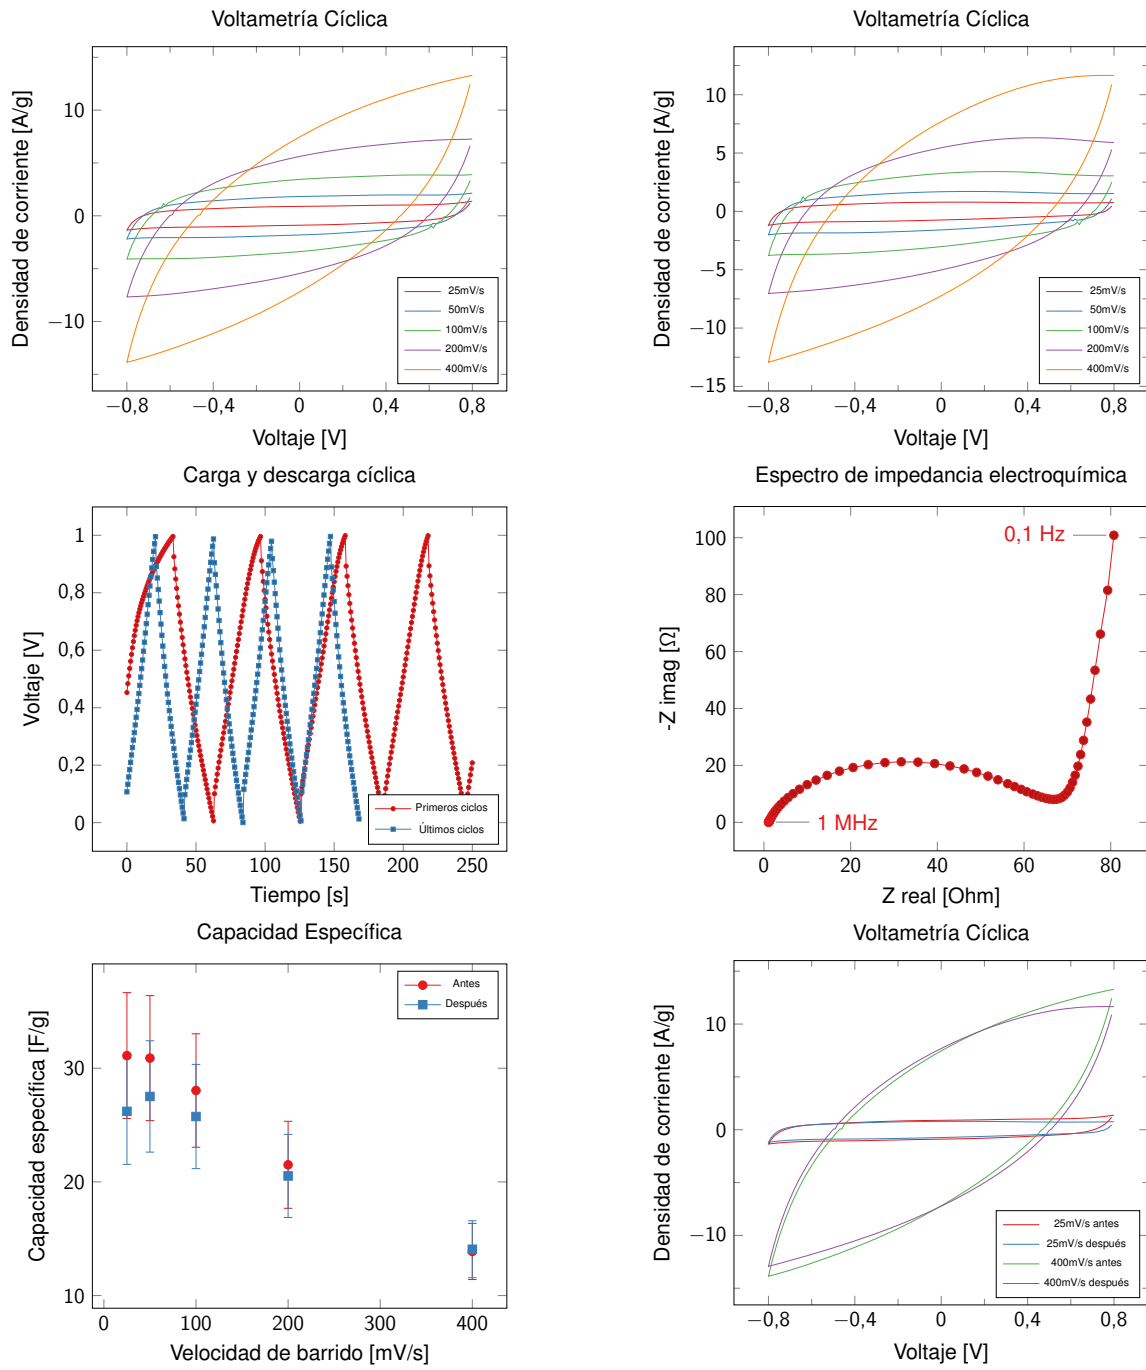 Voltametría Cíclica
10
0
−10
Densidad de corriente [A/g]
25mV/s
50mV/s
100mV/s
200mV/s
400mV/s
−0,8 −0,4 0 0,4 0,8
Voltaje [V]
Voltametría Cíclica
10
5
0
−5
−10
−15
Densidad de corriente [A/g]
25mV/s
50mV/s
100mV/s
200mV/s
400mV/s
−0,8 −0,4 0 0,4 0,8
Voltaje [V]
Carga y descarga cíclica
1
0,8
0,6
0,4
0,2
0
Voltaje [V]
Primeros ciclos
Últimos ciclos
0 50 100 150 200 250
Tiempo [s]
Espectro de impedancia electroquímica
100
80
60
40
20
0
-Z imag [Ω]
0,1 Hz
1 MHz
0 20 40 60 80
Z real [Ohm]
Capacidad Específica
30
20
10
Capacidad específica [F/g]
Antes
Después
0 100 200 300 400
Velocidad de barrido [mV/s]
Voltametría Cíclica
10
0
−10
Densidad de corriente [A/g]
25mV/s antes
25mV/s después
400mV/s antes
400mV/s después
−0,8 −0,4 0 0,4 0,8
Voltaje [V]